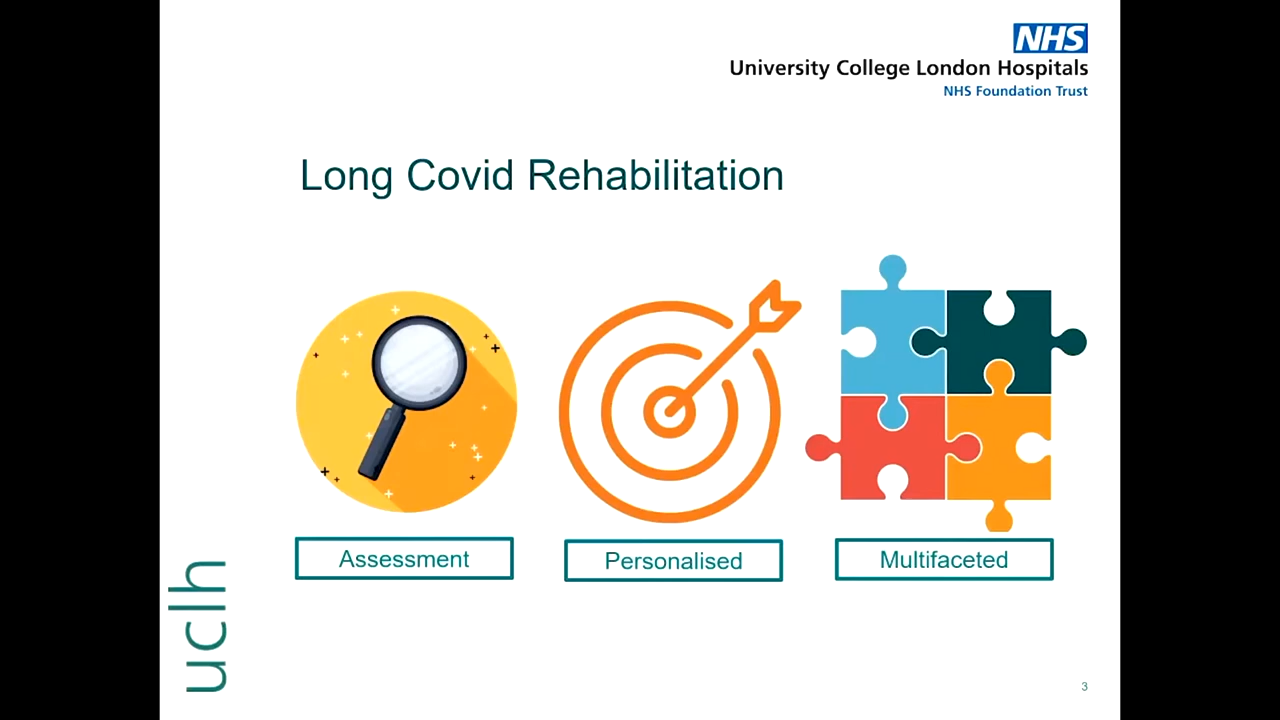 NHS
University College London Hospitals
NHS Foundation Trust
Long Covid Rehabilitation
Assessment
Personalised
Multifaceted
uclh
3